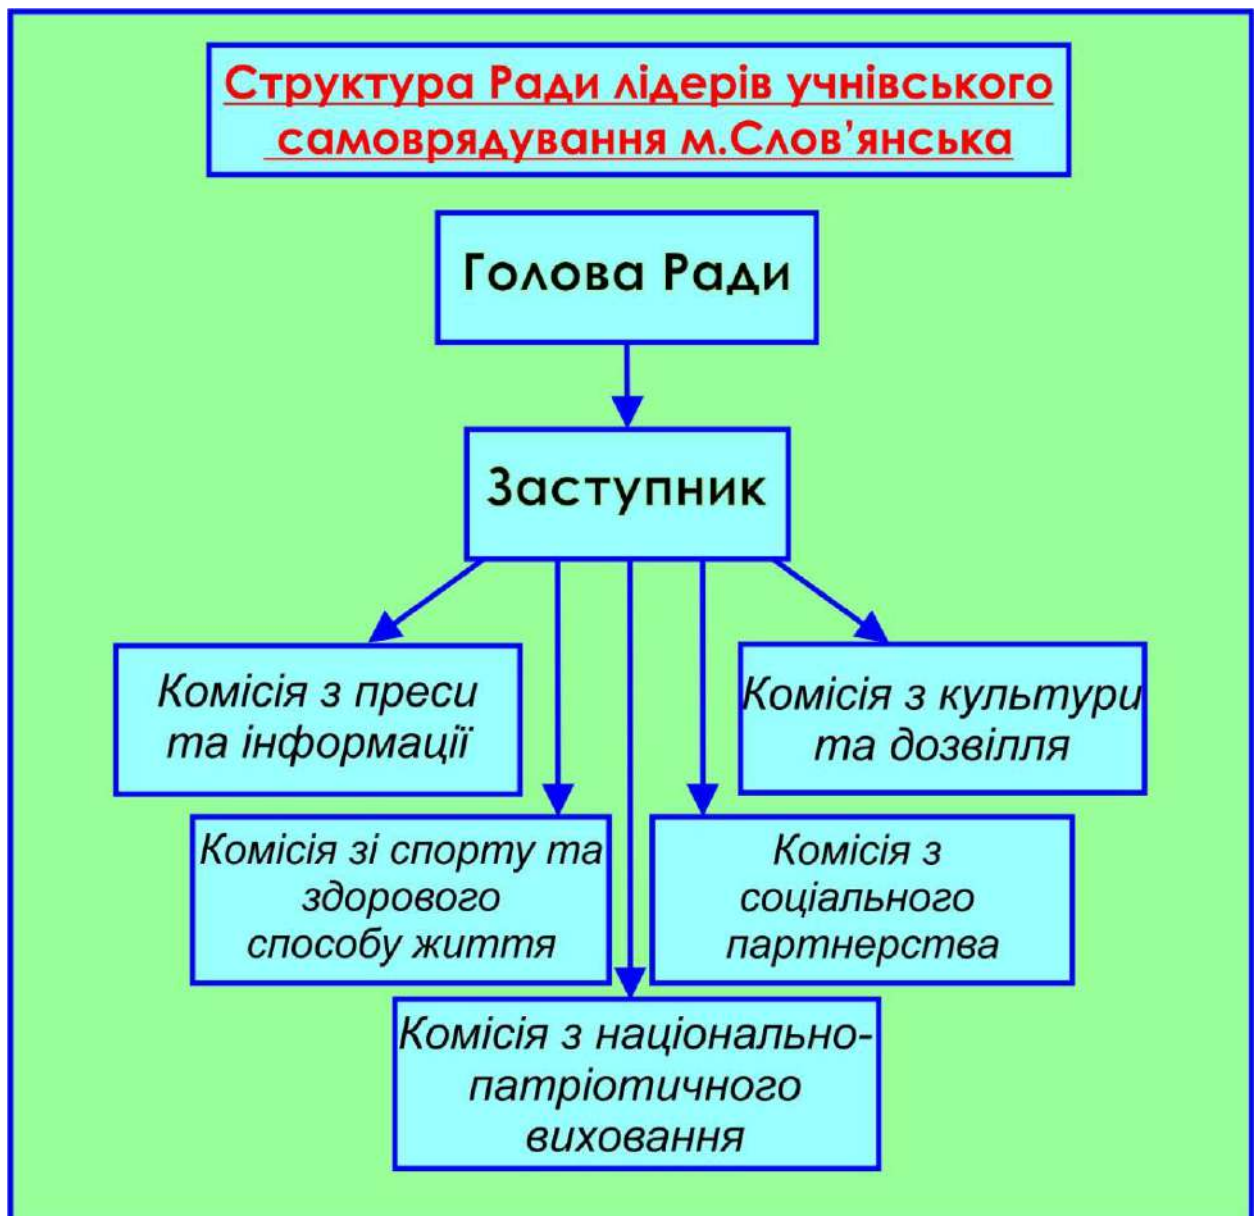 Структура Ради лідерів учнівського
самоврядування м.Слов’янська
Голова Ради
Заступник
Комісія з преси
та інформації
Комісія з культури
та дозвілля
Комісія зі спорту та
здорового
способу життя
Комісія з
соціального
партнерства
Комісія з національно-
патріотичного
виховання